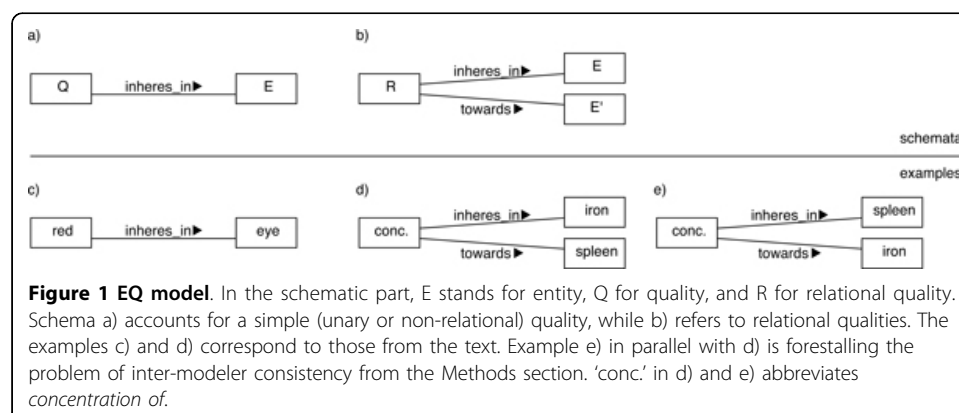 a)
b)
Q
inheres_in▶
E
R
inheres_in▶
E
towards▶
E'
schemata
examples
c)
d)
e)
red
inheres_in▶
eye
conc.
inheres_in▶
iron
towards▶
spleen
conc.
inheres_in▶
spleen
towards▶
iron
Figure 1 EQ model. In the schematic part, E stands for entity, Q for quality, and R for relational quality.
Schema a) accounts for a simple (unary or non-relational) quality, while b) refers to relational qualities. The
examples c) and d) correspond to those from the text. Example e) in parallel with d) is forestalling the
problem of inter-modeler consistency from the Methods section. ‘conc.’ in d) and e) abbreviates
concentration of.